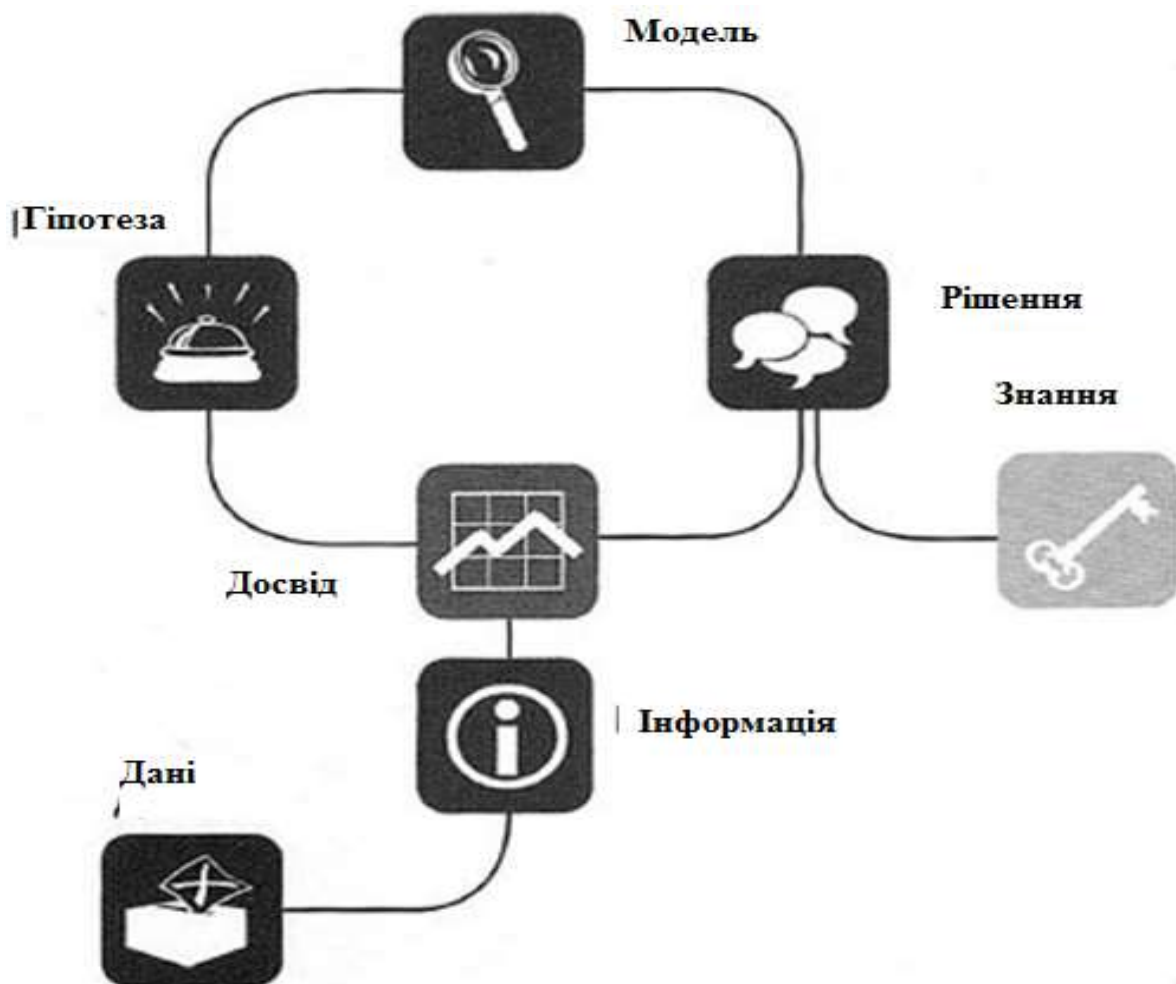 Модель
Гіпотеза
Рішення
Знання
Досвід
Інформація
Дані